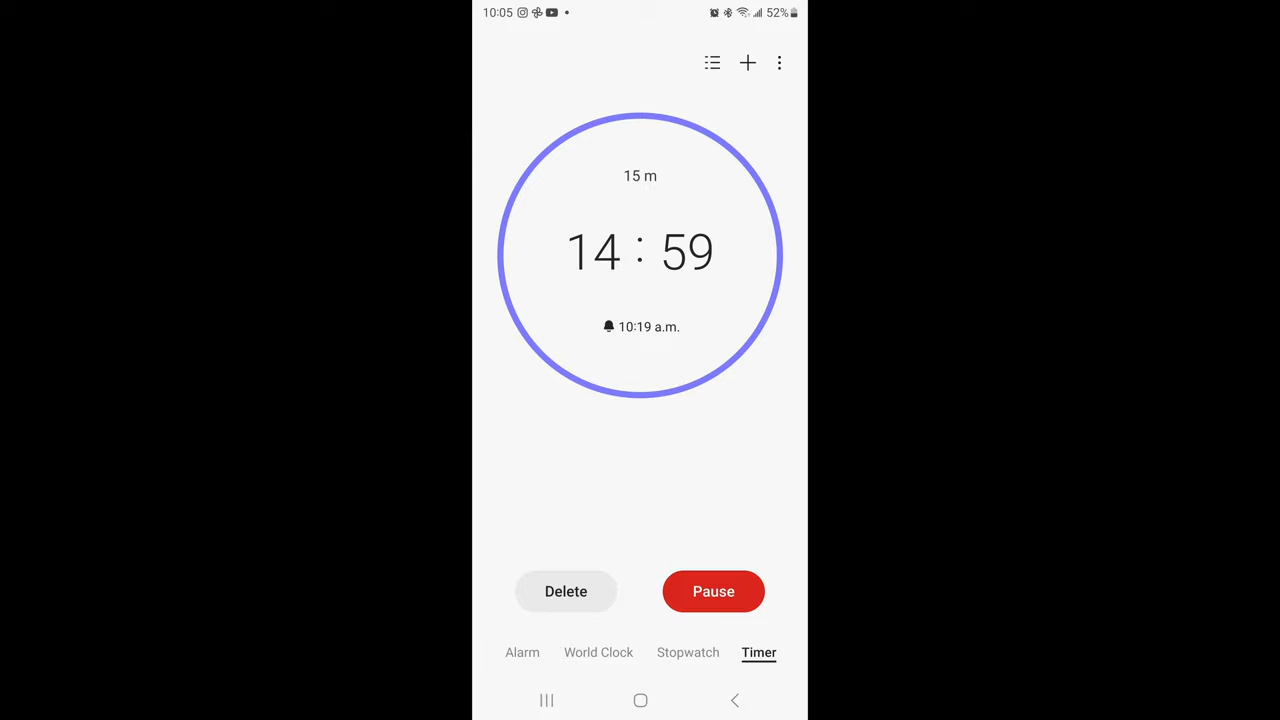 10:05 52%
15 m
14 : 59
10:19 a.m.
Delete Pause
Alarm World Clock Stopwatch Timer